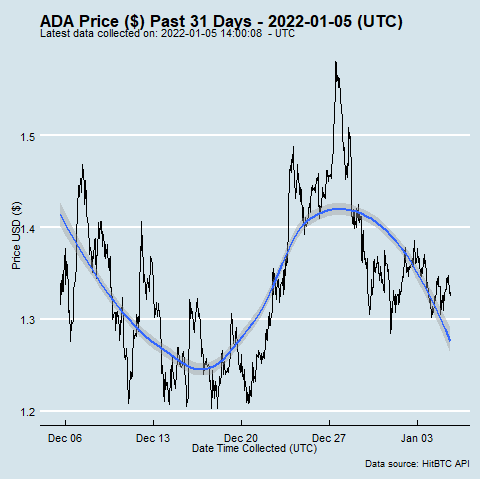 ADA Price ($) Past 31 Days - 2022-01-05 (UTC)
Latest data collected on: 2022-01-05 14:00:08 - UTC
1.5
1.4
1.3
1.2
Price USD ($)
Dec 06 Dec 13 Dec 20 Dec 27 Jan 03
Date Time Collected (UTC)
Data source: HitBTC API